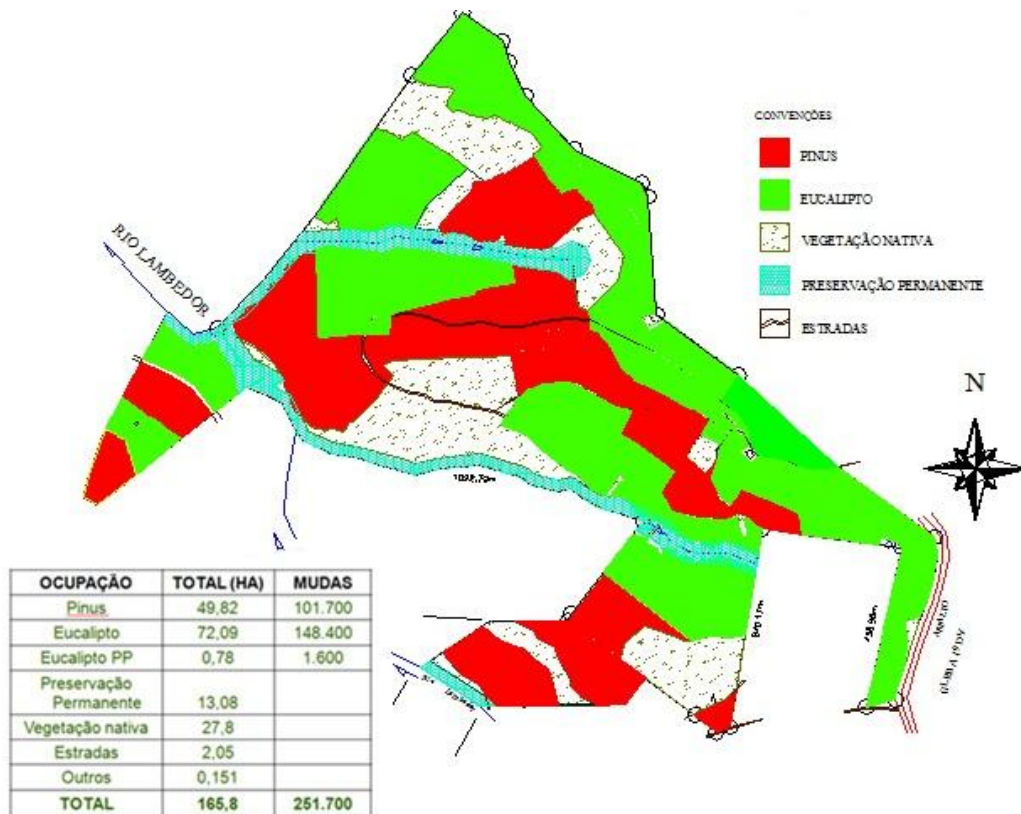 CONVENÇÕES
PINUS
EUCALIPTO
VEGETAÇÃO NATIVA
PRESERVAÇÃO PERMANENTE
ESTRADAS
RIO LAMBEDOR
N
OCUPAÇÃO TOTAL (HA) MUDAS
Pinus 49,82 101.700
Eucalipto 72,09 148.400
Eucalipto PP 0,78 1.600
Preservação
Permanente 13,08
Vegetação nativa 27,8
Estradas 2,05
Outros 0,151
TOTAL 165,8 251.700